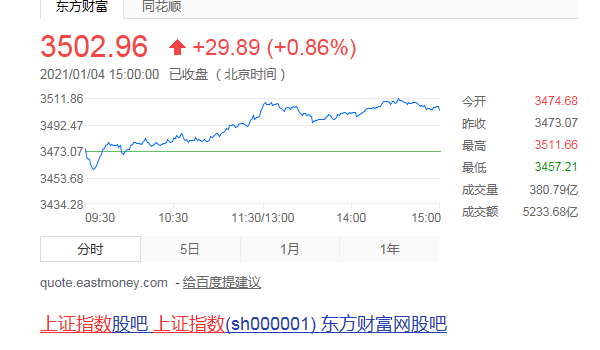 东方财富 同花顺
3502.96 +29.89 (+0.86%)
2021/01/04 15:00:00 已收盘 (北京时间)
3511.86
3492.47
3473.07
3453.68
3434.28
09:30 10:30 11:30/13:00 14:00 15:00
今开 3474.68
昨收 3473.07
最高 3511.66
最低 3457.21
成交量 380.79亿
成交额 5233.68亿
分时 5日 1月 1年
quote.eastmoney.com - 给百度提建议
上证指数股吧_上证指数(sh000001)_东方财富网股吧